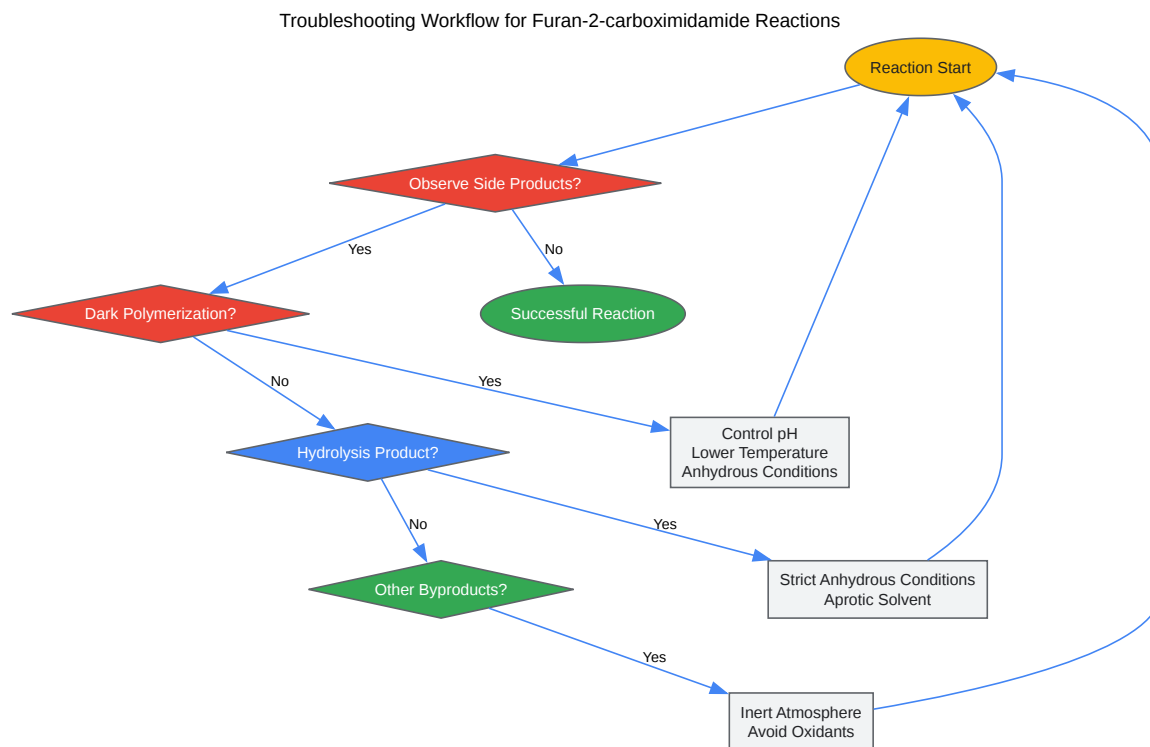 Troubleshooting Workflow for Furan-2-carboximidamide Reactions
Reaction Start
Observe Side Products?
Yes
No
Dark Polymerization?
Successful Reaction
No
Yes
Control pH
Lower Temperature
Anhydrous Conditions
Hydrolysis Product?
No
Yes
Strict Anhydrous Conditions
Aprotic Solvent
Other Byproducts?
Yes
Inert Atmosphere
Avoid Oxidants